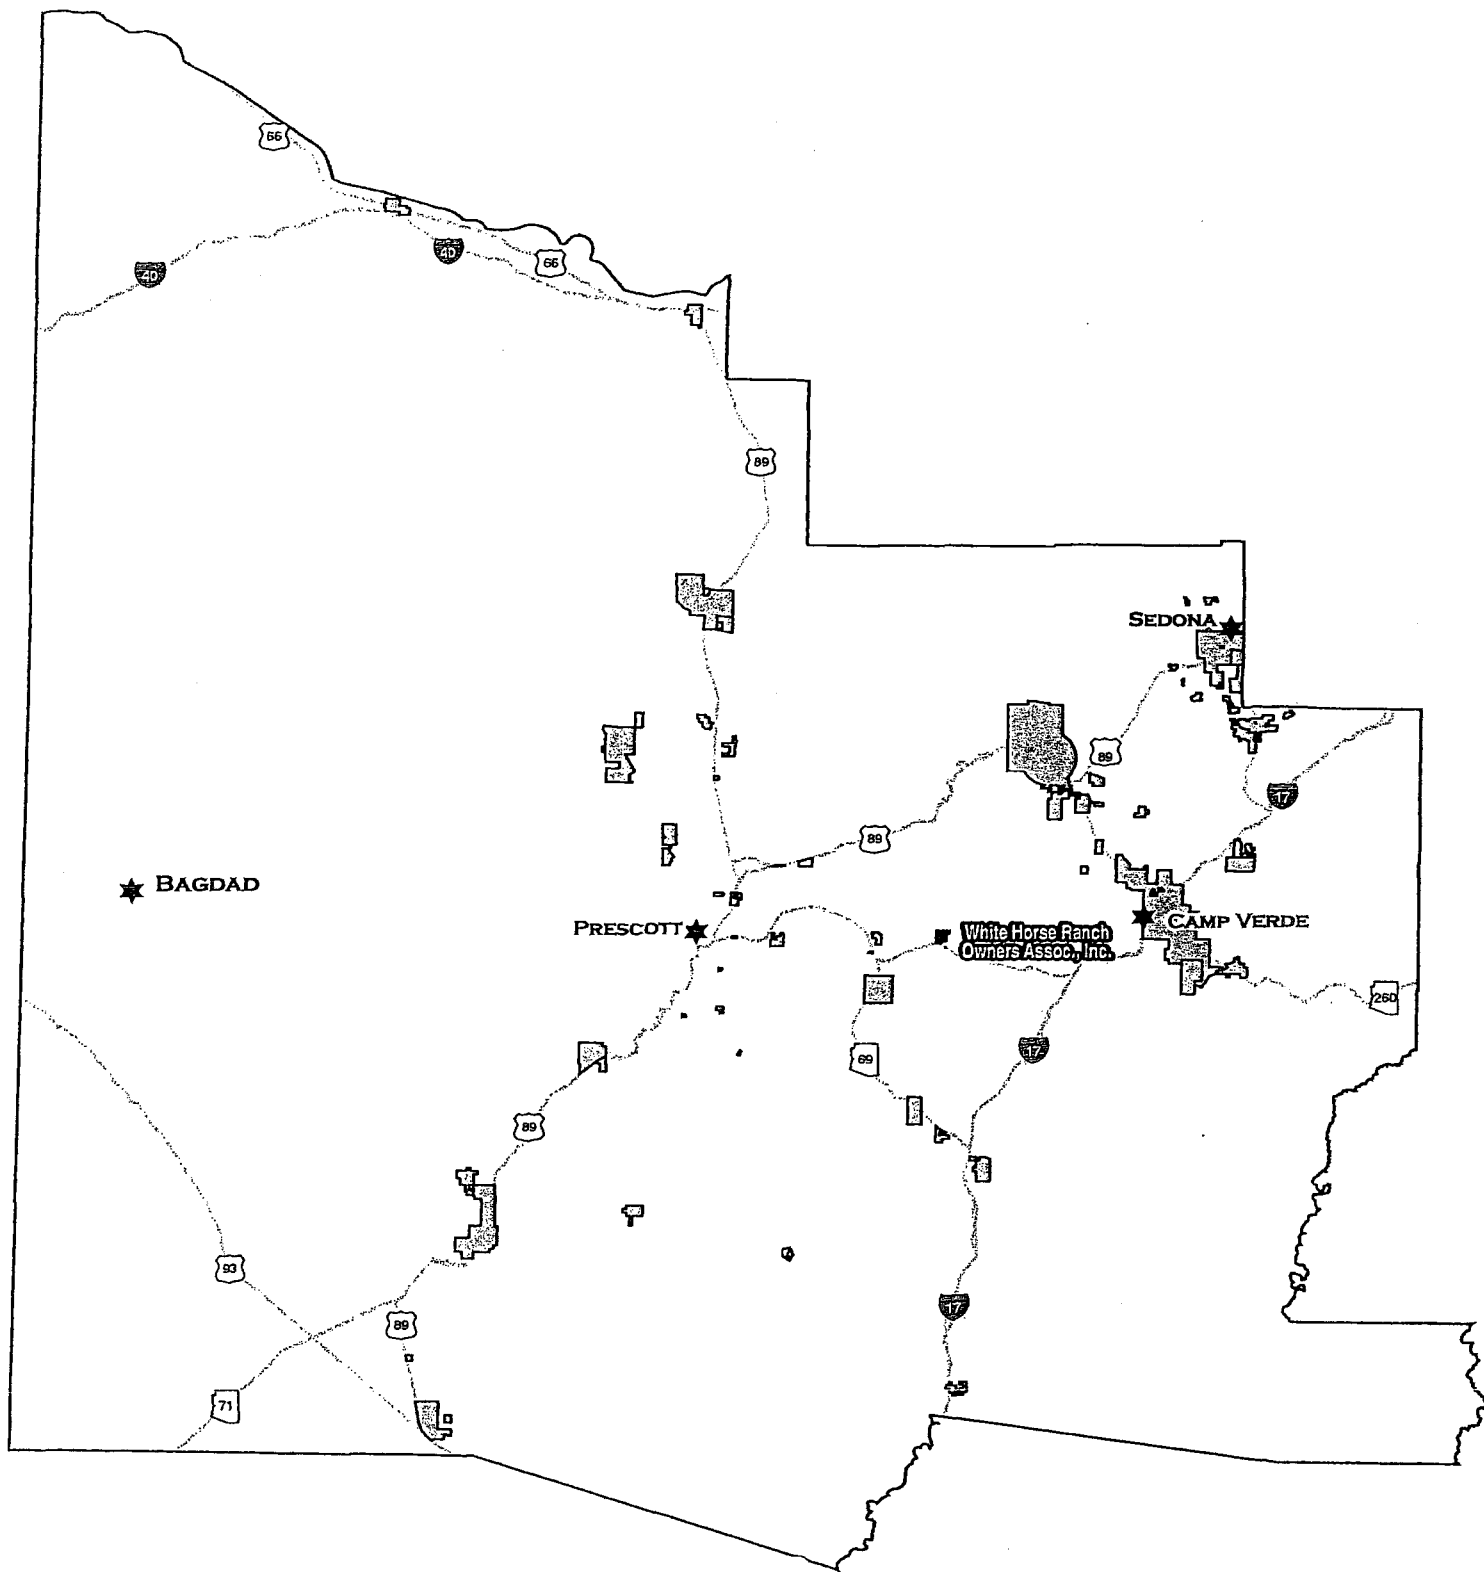 66
40
40
66
89
SEDONA
89
17
89
BAGDAD
PRESCOTT
White Horse Ranch
Owners Assoc., Inc.
CAMP VERDE
260
69
17
89
93
89
17
71